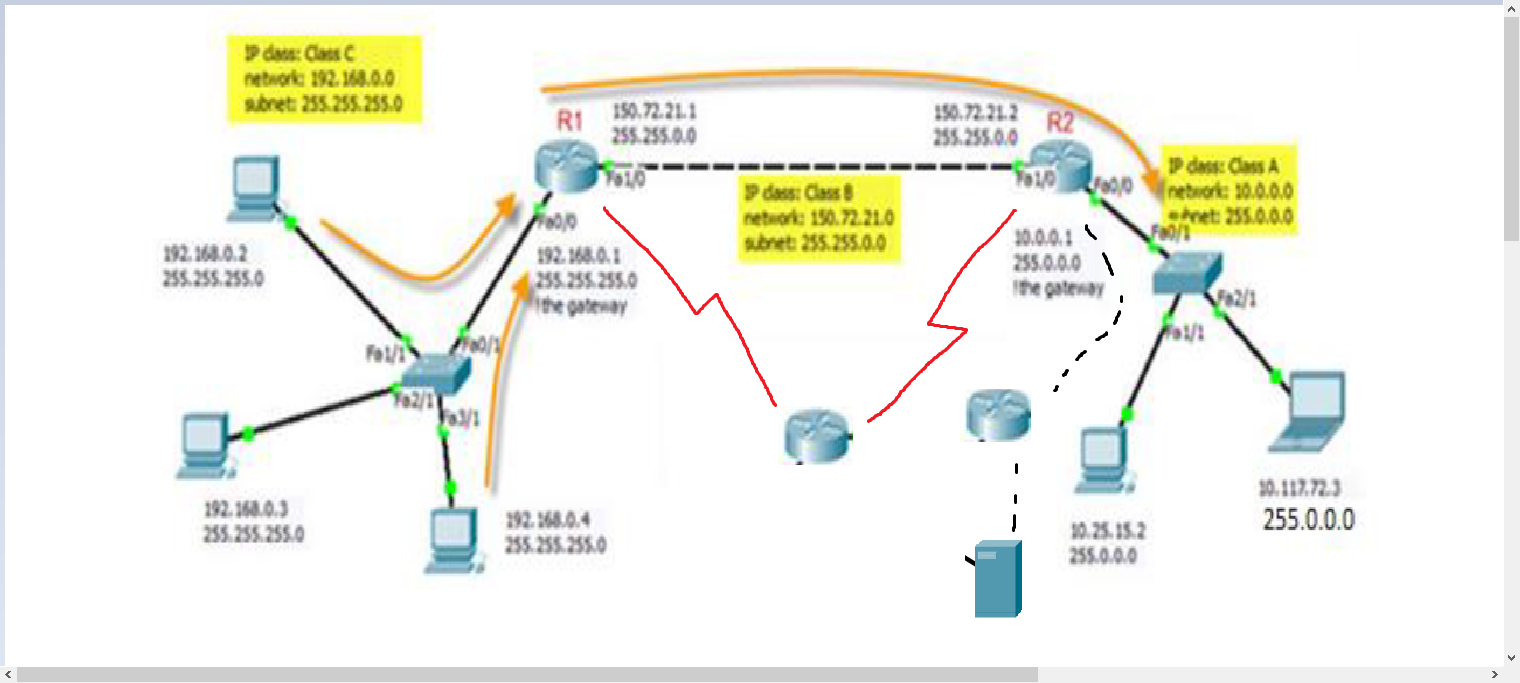 IP class: Class C
network: 192.168.0.0
subnet: 255.255.255.0
R1
150.72.21.1
255.255.0.0
150.72.21.2
255.255.0.0
R2
Fa1/0
Fa1/0
Fa0/0
IP class: Class A
network: 10.0.0.0
subnet: 255.0.0.0
IP class: Class B
network: 150.72.21.0
subnet: 255.255.0.0
Fa0/0
192.168.0.2
255.255.255.0
192.168.0.1
255.255.255.0
!the gateway
10.0.0.1
255.0.0.0
!the gateway
Fa0/1
Fa2/1
Fa1/1
Fa1/1
Fa0/1
Fa2/1
Fa3/1
192.168.0.3
255.255.255.0
192.168.0.4
255.255.255.0
10.25.15.2
255.0.0.0
10.117.72.3
255.0.0.0